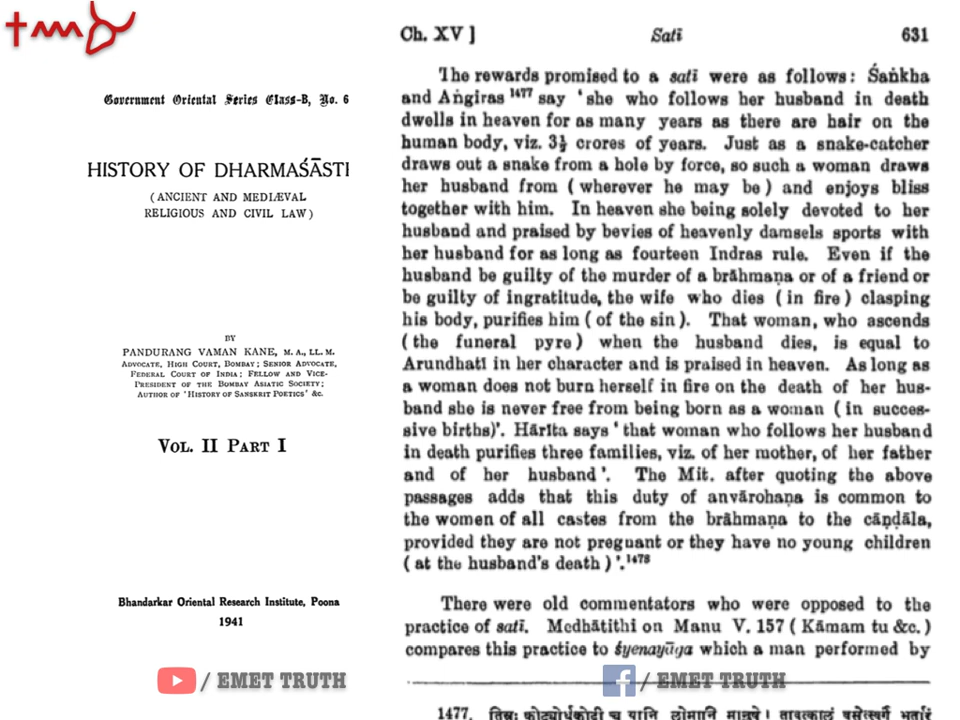 Government Oriental Series Class-B, No. 6
HISTORY OF DHARMAŚĀSTI
(ANCIENT AND MEDIÆVAL
RELIGIOUS AND CIVIL LAW)
BY
PANDURANG VAMAN KANE, M. A., LL. M.
ADVOCATE, HIGH COURT, BOMBAY; SENIOR ADVOCATE,
FEDERAL COURT OF INDIA; FELLOW AND VICE-
PRESIDENT OF THE BOMBAY ASIATIC SOCIETY;
AUTHOR OF 'HISTORY OF SANSKRIT POETICS' &c.
VOL. II PART I
Bhandarkar Oriental Research Institute, Poona
1941
Ch. XV ] Satī 631
The rewards promised to a satī were as follows: Śaṅkha
and Aṅgiras 1477 say 'she who follows her husband in death
dwells in heaven for as many years as there are hair on the
human body, viz. 3½ crores of years. Just as a snake-catcher
draws out a snake from a hole by force, so such a woman draws
her husband from (wherever he may be) and enjoys bliss
together with him. In heaven she being solely devoted to her
husband and praised by bevies of heavenly damsels sports with
her husband for as long as fourteen Indras rule. Even if the
husband be guilty of the murder of a brāhmaṇa or of a friend or
be guilty of ingratitude, the wife who dies (in fire) clasping
his body, purifies him (of the sin). That woman, who ascends
(the funeral pyre) when the husband dies, is equal to
Arundhatī in her character and is praised in heaven. As long as
a woman does not burn herself in fire on the death of her hus-
band she is never free from being born as a woman (in succes-
sive births)'. Hārīta says 'that woman who follows her husband
in death purifies three families, viz. of her mother, of her father
and of her husband'. The Mit. after quoting the above
passages adds that this duty of anvārohaṇa is common to
the women of all castes from the brāhmaṇa to the cāṇḍāla,
provided they are not pregnant or they have no young children
(at the husband's death)'.1478
There were old commentators who were opposed to the
practice of satī. Medhātithi on Manu V. 157 (Kāmam tu &c.)
compares this practice to śyenayāga which a man performed by
/ EMET TRUTH
/ EMET TRUTH
1477. तिस्रः कोट्योर्धकोटी च यानि लोमानि मानुषे। तावत्कालं वसेत्स्वर्गे भर्तारं